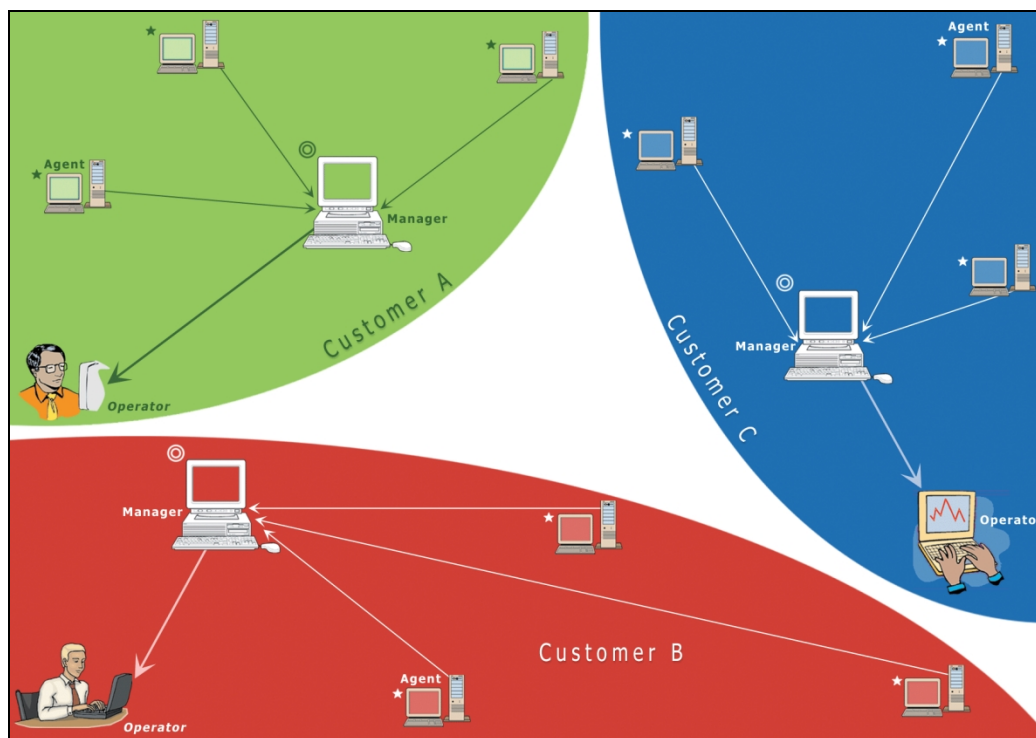 Agent
Manager
Customer A
Operator
Agent
Manager
Customer C
Operato
Manager
Customer B
Agent
Operator